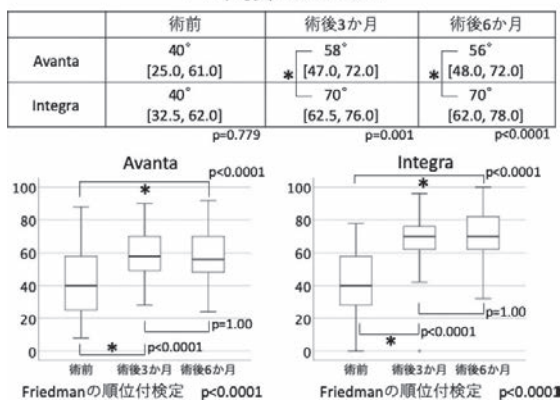 術前 術後3か月 術後6か月
Avanta 40° 58° 56°
[25.0, 61.0] * [47.0, 72.0] * [48.0, 72.0]
Integra 40° 70° 70°
[32.5, 62.0] [62.5, 76.0] [62.0, 78.0]
p=0.779 p=0.001 p<0.0001
Avanta
p<0.0001
*
100
80
60
40
20
0
p=1.00
* p<0.0001
術前 術後3か月 術後6か月
Friedmanの順位付検定 p<0.0001
Integra
p<0.0001
*
100
80
60
40
20
0
p=1.00
* p<0.0001
術前 術後3か月 術後6か月
Friedmanの順位付検定 p<0.0001